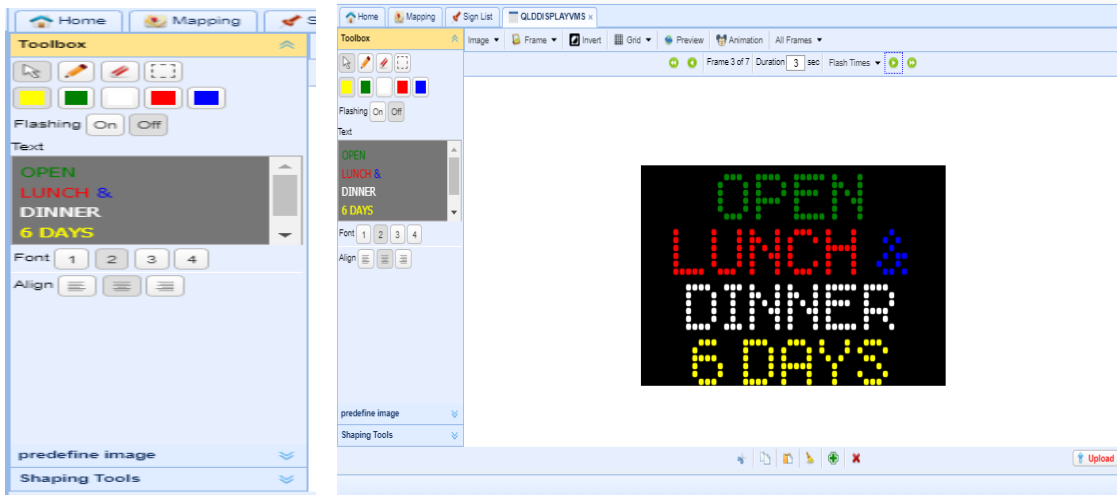 Home Mapping S
Toolbox
Flashing On Off
Text
OPEN
LUNCH &
DINNER
6 DAYS
Font 1 2 3 4
Align
predefine image
Shaping Tools
Home Mapping Sign List QLDDISPLAYVMS ×
Toolbox
Image Frame Invert Grid Preview Animation All Frames
Frame 3 of 7 Duration 3 sec Flash Times
Flashing On Off
Text
OPEN
LUNCH &
DINNER
6 DAYS
Font 1 2 3 4
Align
OPEN
LUNCH &
DINNER
6 DAYS
predefine image
Shaping Tools
Upload